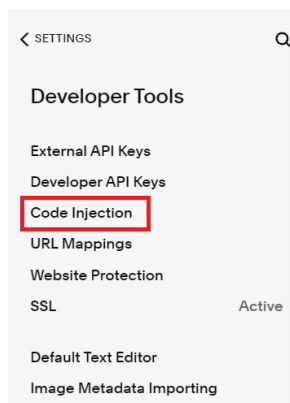 SETTINGS
Developer Tools
External API Keys
Developer API Keys
Code Injection
URL Mappings
Website Protection
SSL Active
Default Text Editor
Image Metadata Importing